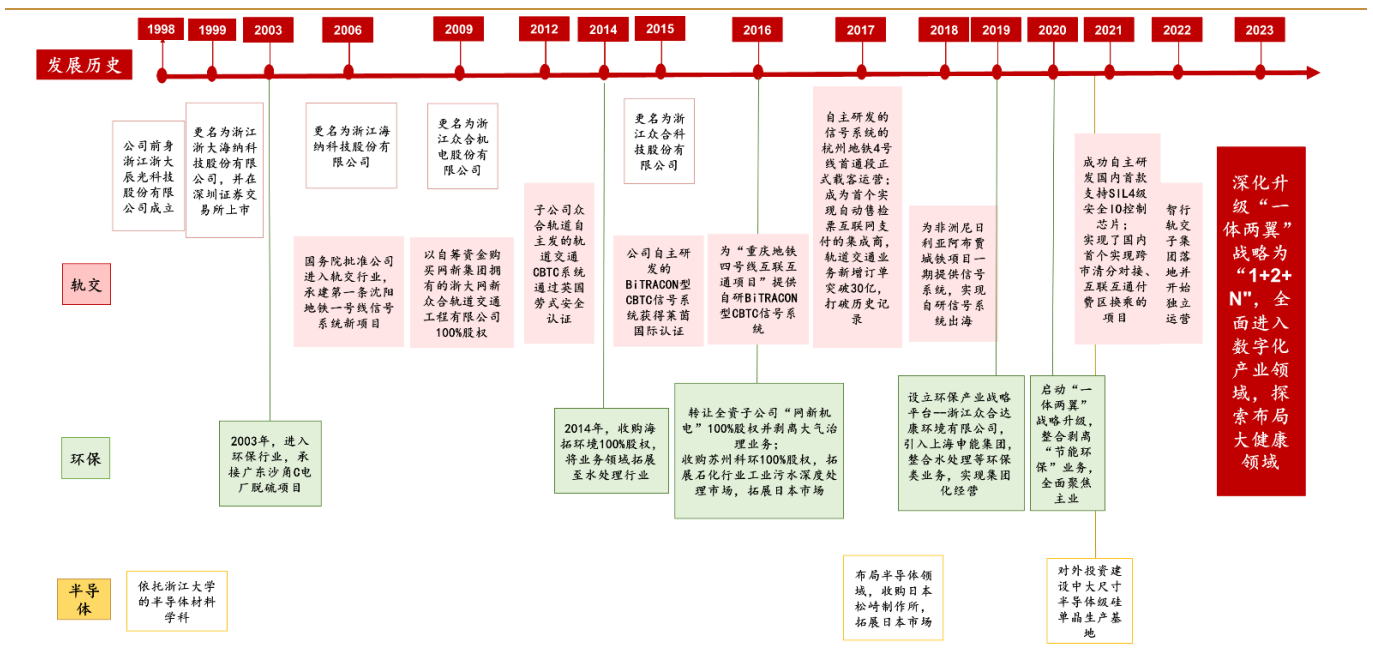 1998
1999
2003
2006
2009
2012
2014
2015
2016
2017
2018
2019
2020
2021
2022
2023
发展历史
公司前身
浙江浙大
辰光科技
股份有限
公司成立
更名为浙江
浙大海纳科
技股份有限
公司，并在
深圳证券交
易所上市
更名为浙江海
纳科技股份有
限公司
更名为浙
江众合机
电股份有
限公司
更名为浙
江众合科
技股份有
限公司
轨交
国务院批准公司
进入轨交行业，
承建第一条沈阳
地铁一号线信号
系统新项目
以自筹资金购
买网新集团拥
有的浙大网新
众合轨道交通
工程有限公司
100%股权
子公司众
合轨道自
主发的轨
道交通
CBTC系统
通过英国
劳式安全
认证
公司自主研
发的
BiTRACON型
CBTC信号系
统获得莱茵
国际认证
为“重庆地铁
四号线互联互
通项目”提供
自研BiTRACON
型CBTC信号系
统
自主研发的
信号系统的
杭州地铁4号
线首通段正
式载客运营；
成为首个实
现自动售检
票互联网支
付的集成商，
轨道交通业
务新增订单
突破30亿，
打破历史记
录
为非洲尼日
利亚阿布贾
城铁项目一
期提供信号
系统，实现
自研信号系
统出海
成功自主研
发国内首款
支持SIL4级
安全IO控制
芯片；
实现了国内
首个实现跨
市清分对接、
互联互通付
费区换乘的
项目
智行
轨交
子集
团落
地并
开始
独立
运营
深化升
级“一
体两翼”
战略为
“1+2+
N"，全
面进入
数字化
产业领
域，探
索布局
大健康
领域
环保
2003年，进入
环保行业，承
接广东沙角C电
厂脱硫项目
2014年，收购海
拓环境100%股权，
将业务领域拓展
至水处理行业
转让全资子公司“网新机
电”100%股权并剥离大气治
理业务；
收购苏州科环100%股权，拓
展石化行业工业污水深度处
理市场，拓展日本市场
设立环保产业战略
平台--浙江众合达
康环境有限公司，
引入上海申能集团，
整合水处理等环保
类业务，实现集团
化经营
启动“一
体两翼”
战略升级，
整合剥离
“节能环
保”业务，
全面聚焦
主业
半导
体
依托浙江大学
的半导体材料
学科
布局半导体领
域，收购日本
松崎制作所，
拓展日本市场
对外投资建
设中大尺寸
半导体级硅
单晶生产基
地